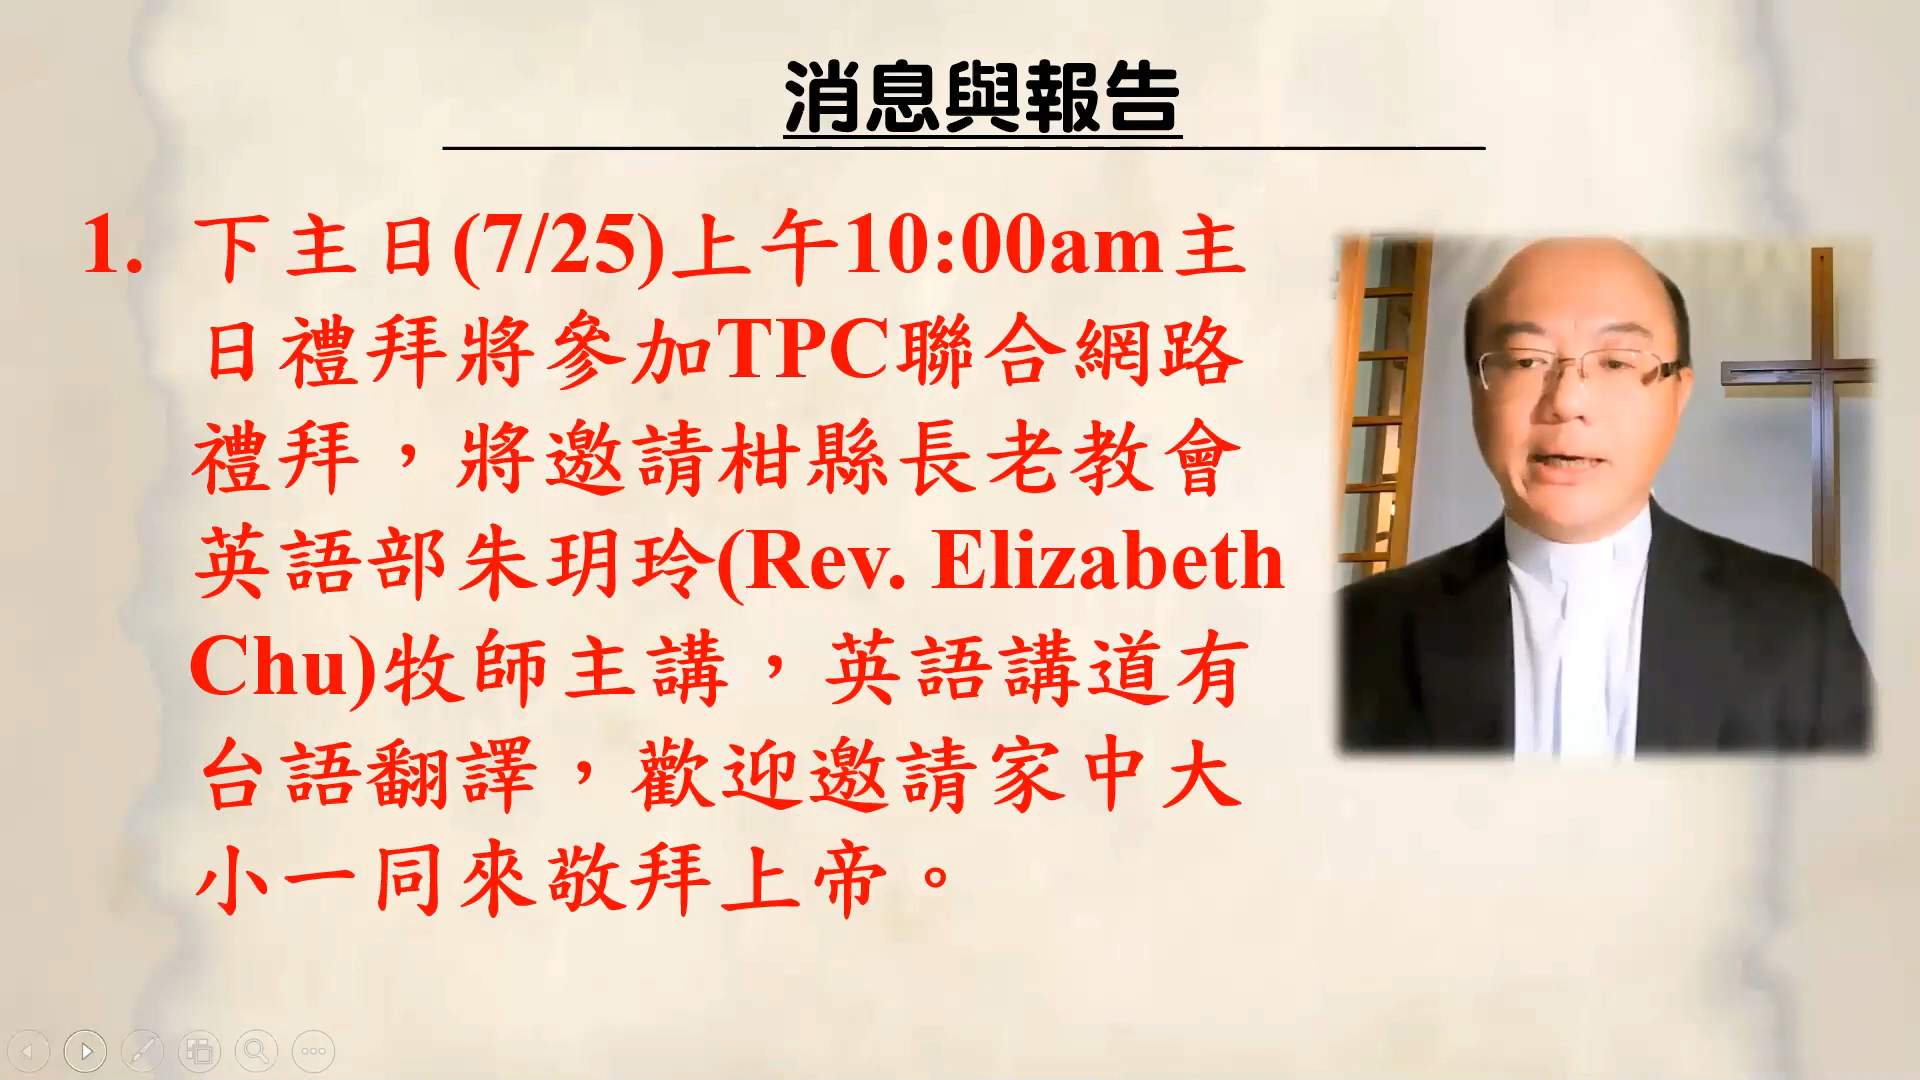 消息與報告
1. 下主日(7/25)上午10:00am主
日禮拜將參加TPC聯合網路
禮拜，將邀請柑縣長老教會
英語部朱玥玲(Rev. Elizabeth
Chu)牧師主講，英語講道有
台語翻譯，歡迎邀請家中大
小一同來敬拜上帝。